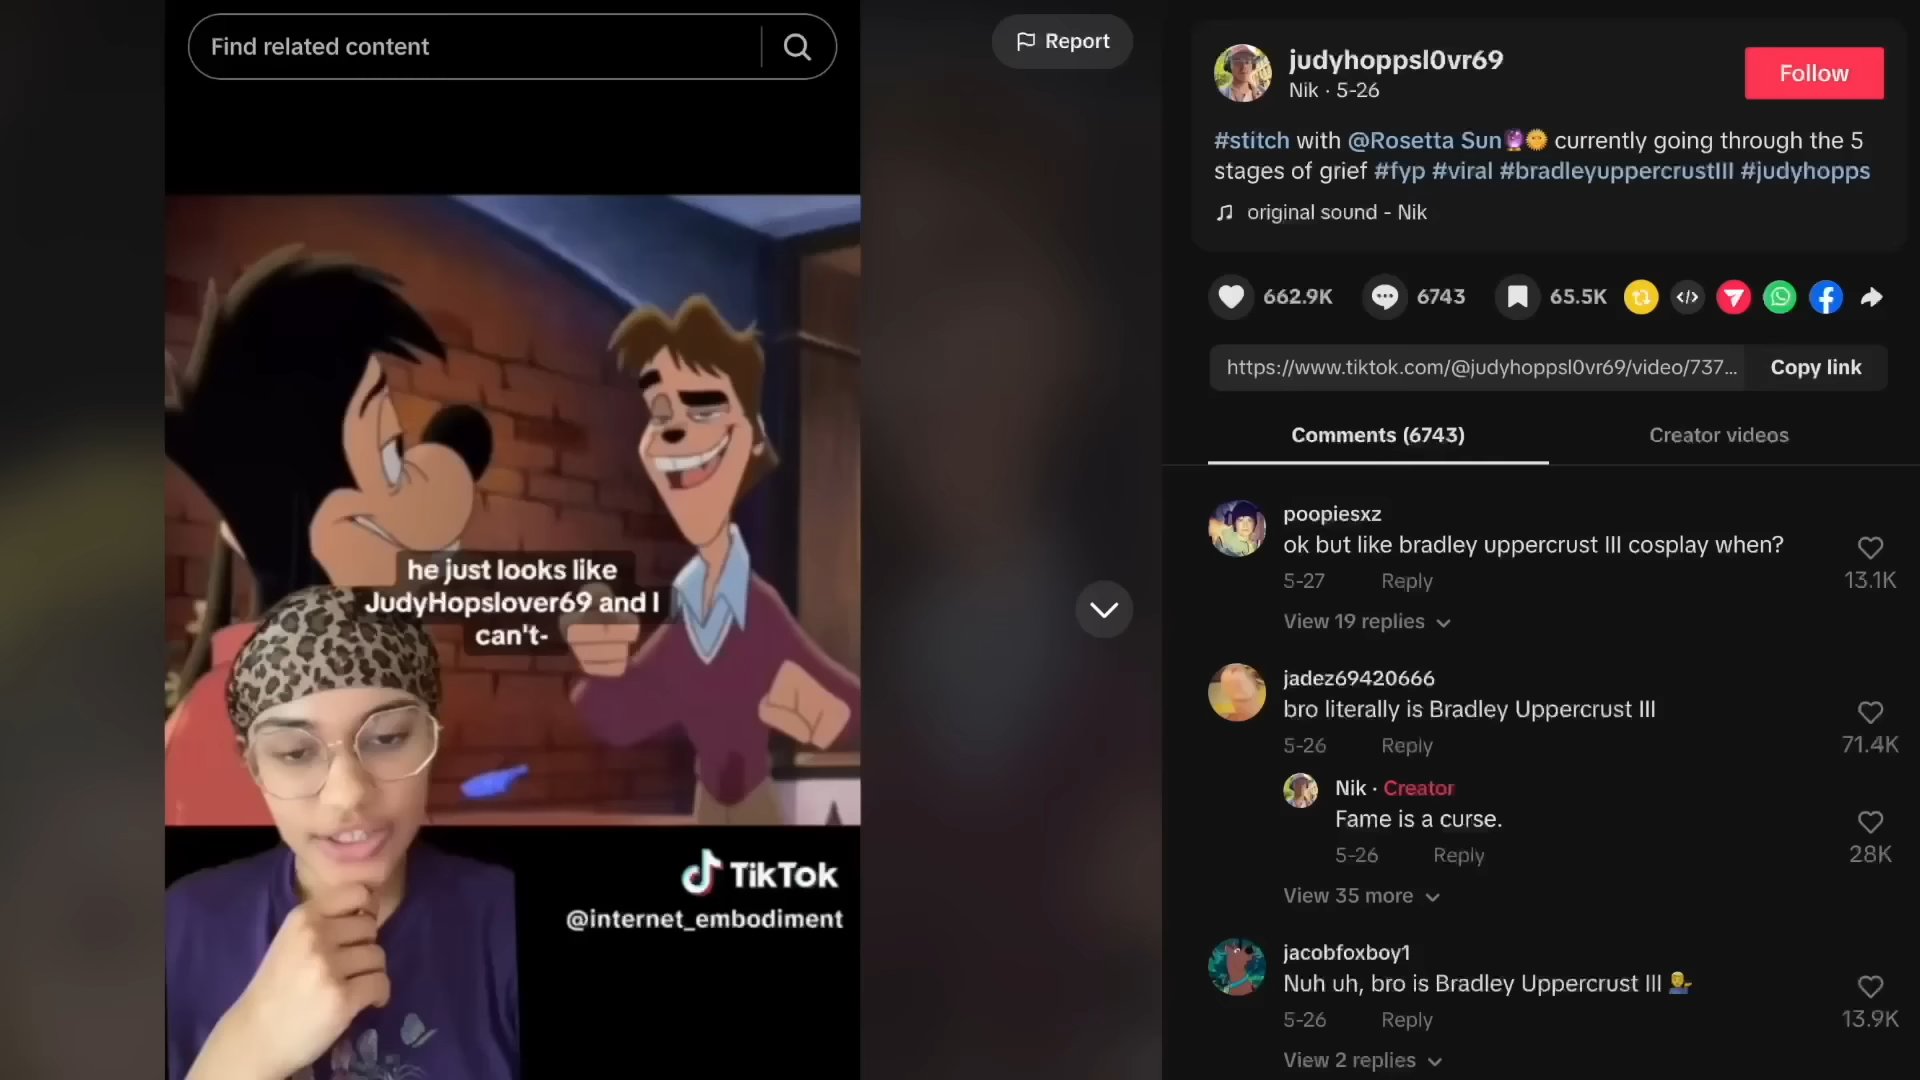 Find related content
Report
he just looks like
JudyHopslover69 and I
can't-
TikTok
@internet_embodiment
judyhoppsl0vr69
Nik · 5-26
Follow
#stitch with @Rosetta Sun🔮🌞 currently going through the 5
stages of grief #fyp #viral #bradleyuppercrustIII #judyhopps
original sound - Nik
662.9K
6743
65.5K
https://www.tiktok.com/@judyhoppsl0vr69/video/737...
Copy link
Comments (6743)
Creator videos
poopiesxz
ok but like bradley uppercrust III cosplay when?
13.1K
5-27
Reply
View 19 replies
jadez69420666
bro literally is Bradley Uppercrust III
71.4K
5-26
Reply
Nik · Creator
Fame is a curse.
28K
5-26
Reply
View 35 more
jacobfoxboy1
Nuh uh, bro is Bradley Uppercrust III 💁‍♂️
13.9K
5-26
Reply
View 2 replies